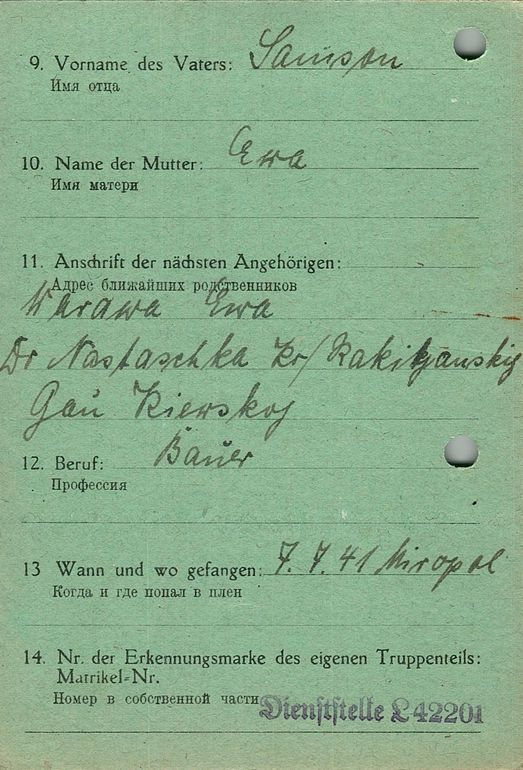 9. Vorname des Vaters: Samson
Имя отца
10. Name der Mutter: Ewa
Имя матери
11. Anschrift der nächsten Angehörigen:
Адрес ближайших родственников
Warawa Ewa
Dr Nastaschka Kr/Rakitjanskij
Gau Kiewskoj
12. Beruf: Bauer
Профессия
13 Wann und wo gefangen: 7. 7. 41 Miropol
Когда и где попал в плен
14. Nr. der Erkennungsmarke des eigenen Truppenteils:
Matrikel-Nr.
Номер в собственной части
Dienststelle L 42201